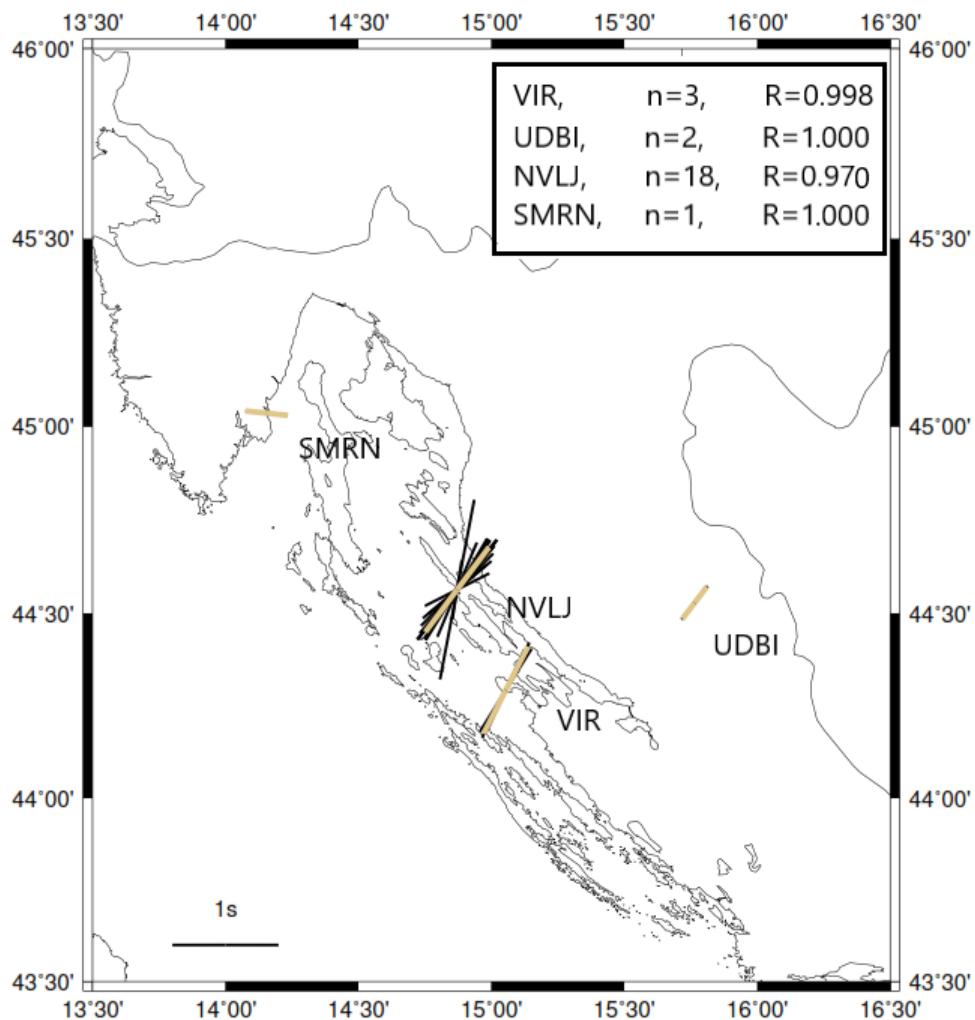 13°30' 14°00' 14°30' 15°00' 15°30' 16°00' 16°30'
46°00' 46°00'
VIR, n=3, R=0.998
UDBI, n=2, R=1.000
NVLJ, n=18, R=0.970
SMRN, n=1, R=1.000
45°30' 45°30'
45°00' 45°00'
SMRN
44°30' 44°30'
NVLJ
UDBI
VIR
44°00' 44°00'
1s
43°30' 43°30'
13°30' 14°00' 14°30' 15°00' 15°30' 16°00' 16°30'